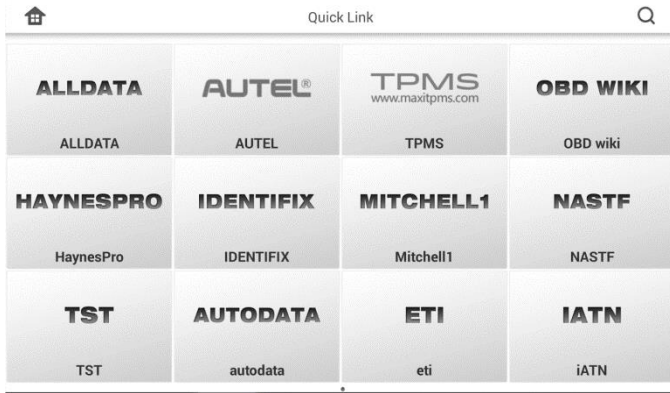 Quick Link
ALLDATA
ALLDATA
AUTEL®
AUTEL
TPMS
www.maxitpms.com
TPMS
OBD WIKI
OBD wiki
HAYNESPRO
HaynesPro
IDENTIFIX
IDENTIFIX
MITCHELL1
Mitchell1
NASTF
NASTF
TST
TST
AUTODATA
autodata
ETI
eti
IATN
iATN